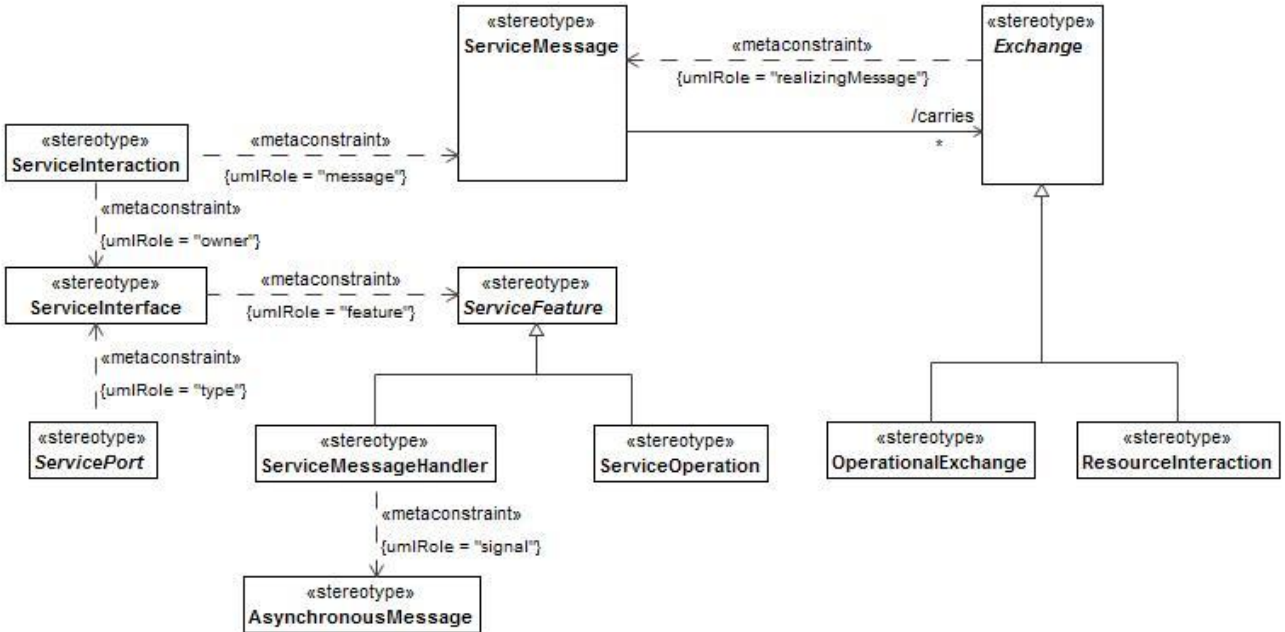 «stereotype»
ServiceMessage
«metaconstraint»
{umlRole = "realizingMessage"}
«stereotype»
Exchange
/carries
*
«stereotype»
ServiceInteraction
«metaconstraint»
{umlRole = "message"}
«metaconstraint»
{umlRole = "owner"}
«stereotype»
ServiceInterface
«metaconstraint»
{umlRole = "feature"}
«stereotype»
ServiceFeature
«metaconstraint»
{umlRole = "type"}
«stereotype»
ServicePort
«stereotype»
ServiceMessageHandler
«stereotype»
ServiceOperation
«stereotype»
OperationalExchange
«stereotype»
ResourceInteraction
«metaconstraint»
{umlRole = "signal"}
«stereotype»
AsynchronousMessage